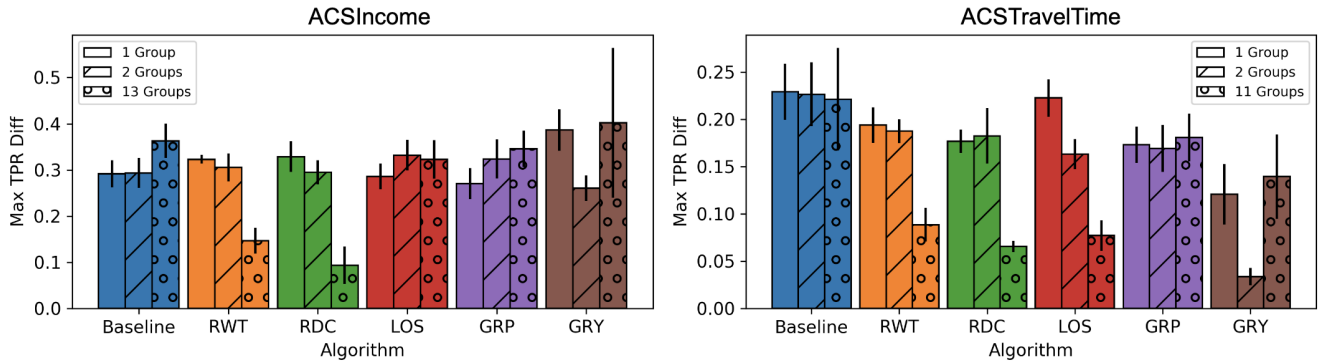 ACSIncome
Max TPR Diff
0.5
0.4
0.3
0.2
0.1
0.0
1 Group
2 Groups
13 Groups
Baseline RWT RDC LOS GRP GRY
Algorithm
ACSTravelTime
Max TPR Diff
0.25
0.20
0.15
0.10
0.05
0.00
1 Group
2 Groups
11 Groups
Baseline RWT RDC LOS GRP GRY
Algorithm